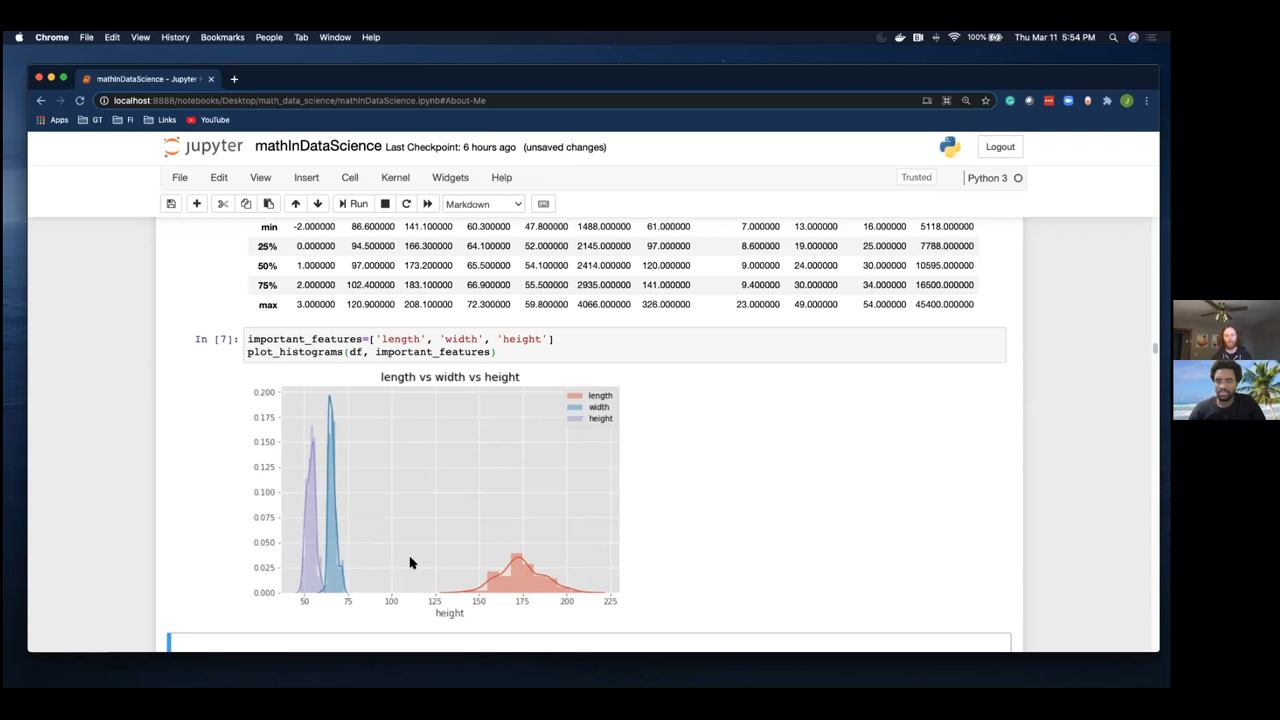 Chrome File Edit View History Bookmarks People Tab Window Help 100% Thu Mar 11 5:54 PM
mathInDataScience - Jupyter
localhost:8888/notebooks/Desktop/math_data_science/mathInDataScience.ipynb#About-Me
Apps GT FI Links YouTube
jupyter mathInDataScience Last Checkpoint: 6 hours ago (unsaved changes) Logout
File Edit View Insert Cell Kernel Widgets Help Trusted Python 3
Run Markdown
min -2.000000 86.600000 141.100000 60.300000 47.800000 1488.000000 61.000000 7.000000 13.000000 16.000000 5118.000000
25% 0.000000 94.500000 166.300000 64.100000 52.000000 2145.000000 97.000000 8.600000 19.000000 25.000000 7788.000000
50% 1.000000 97.000000 173.200000 65.500000 54.100000 2414.000000 120.000000 9.000000 24.000000 30.000000 10595.000000
75% 2.000000 102.400000 183.100000 66.900000 55.500000 2935.000000 141.000000 9.400000 30.000000 34.000000 16500.000000
max 3.000000 120.900000 208.100000 72.300000 59.800000 4066.000000 326.000000 23.000000 49.000000 54.000000 45400.000000
In [7]: important_features=['length', 'width', 'height']
plot_histograms(df, important_features)
length vs width vs height
length
width
height
0.200
0.175
0.150
0.125
0.100
0.075
0.050
0.025
0.000
50 75 100 125 150 175 200 225
height